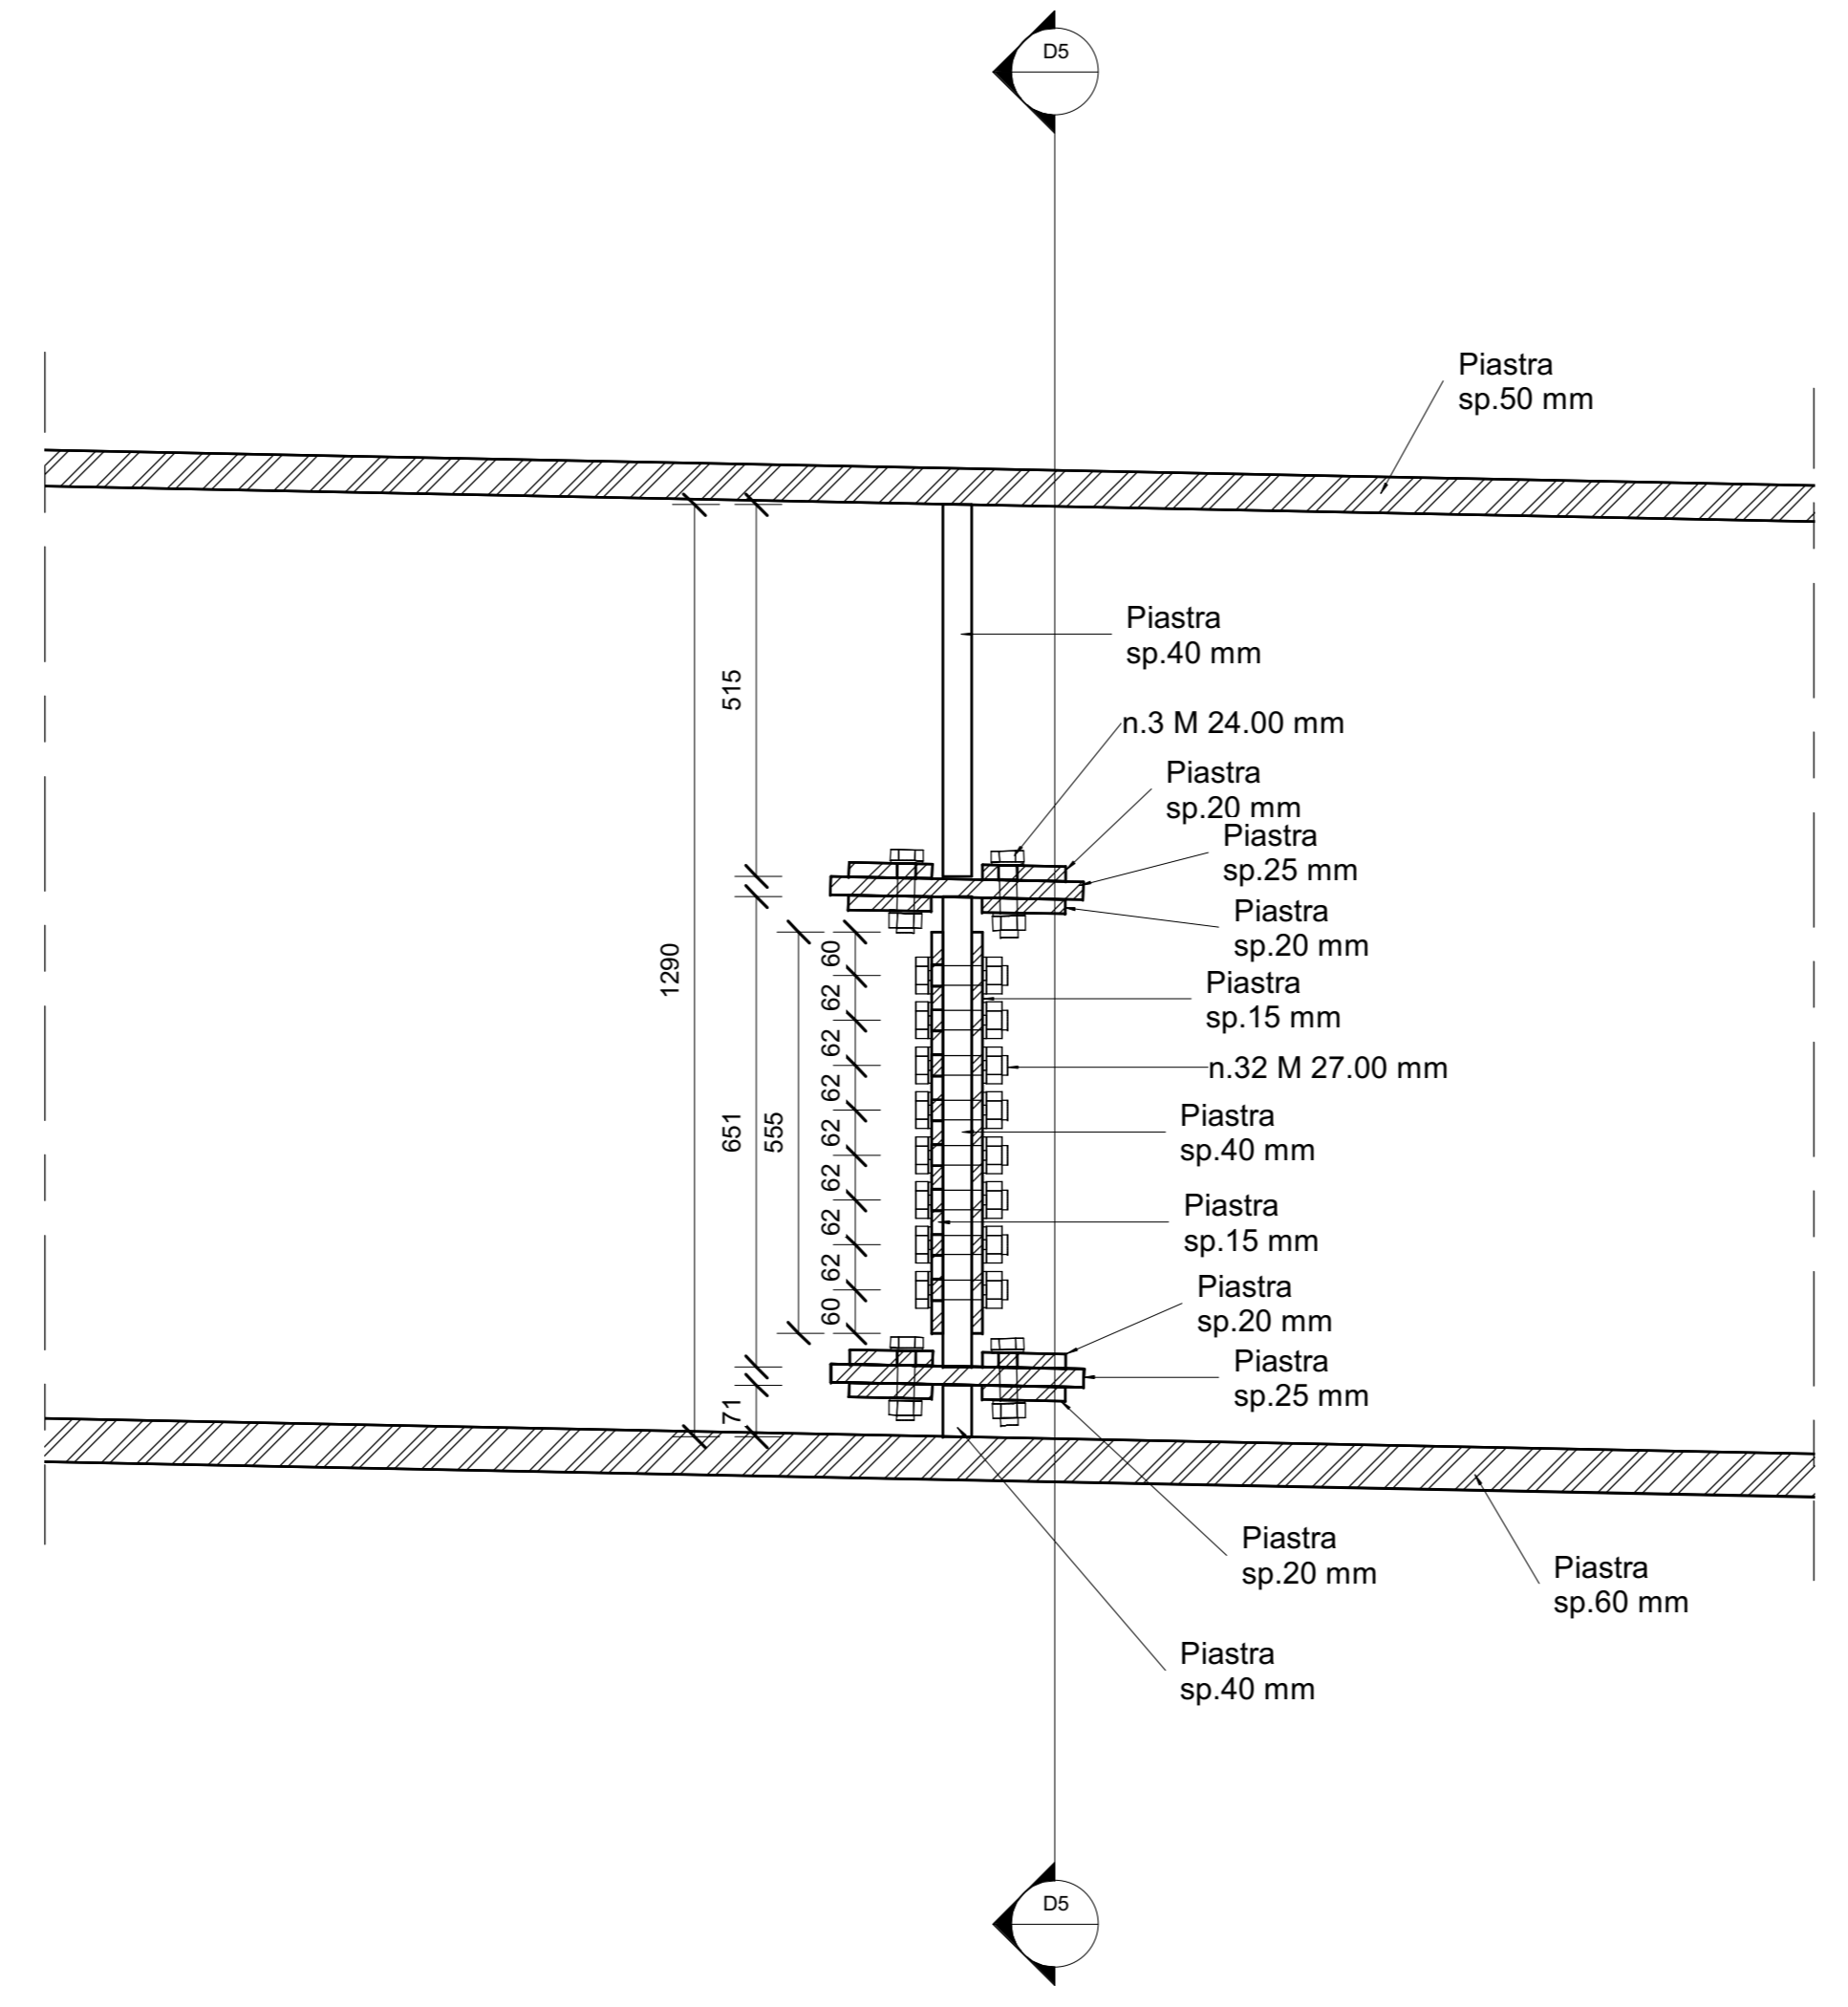 D5
Piastra
sp.50 mm
Piastra
sp.40 mm
n.3 M 24.00 mm
Piastra
sp.20 mm
Piastra
sp.25 mm
Piastra
sp.20 mm
Piastra
sp.15 mm
n.32 M 27.00 mm
Piastra
sp.40 mm
Piastra
sp.15 mm
Piastra
sp.20 mm
Piastra
sp.25 mm
Piastra
sp.20 mm
Piastra
sp.60 mm
Piastra
sp.40 mm
1290
515
651
71
555
60
62
62
62
62
62
62
62
60
D5